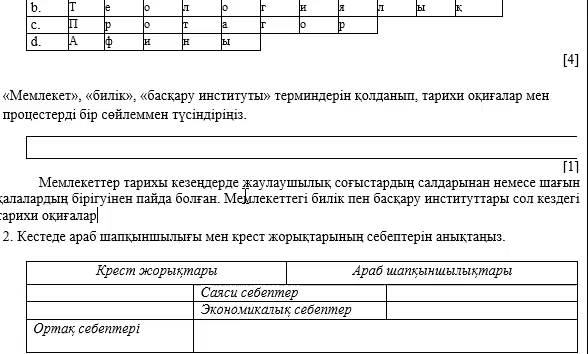 b. Т е о л о г и я л ы қ
c. П р о т а г о р
d. А ф и н ы
[4]
«Мемлекет», «билік», «басқару институты» терминдерін қолданып, тарихи оқиғалар мен
процестерді бір сөйлеммен түсіндіріңіз.
[1]
Мемлекеттер тарихы кезеңдерде жаулаушылық соғыстардың салдарынан немесе шағын
қалалардың бірігуінен пайда болған. Мемлекеттегі билік пен басқару институттары сол кездегі
тарихи оқиғалар
2. Кестеде араб шапқыншылығы мен крест жорықтарының себептерін анықтаңыз.
Крест жорықтары Араб шапқыншылықтары
Саяси себептер
Экономикалық себептер
Ортақ себептері